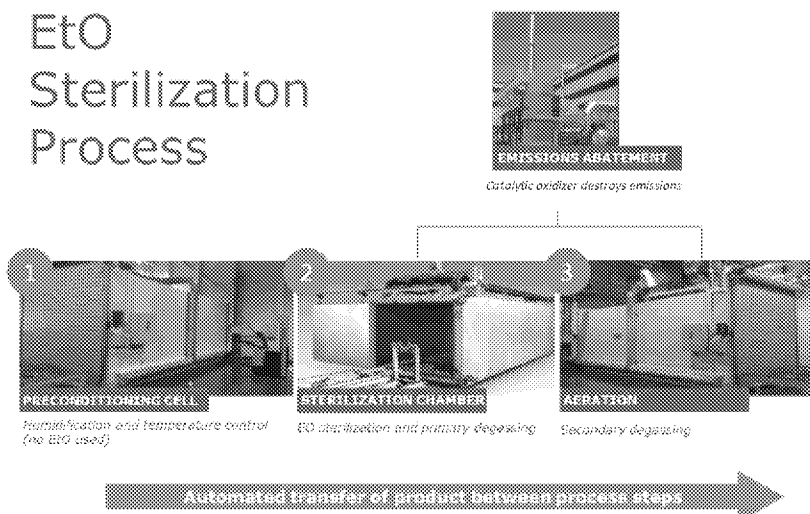 EtO
Sterilization
Process
EMISSIONS ABATEMENT
Catalytic oxidizer destroys emissions
1
2
3
PRECONDITIONING CELL
Humidification and temperature control
(no EtO used)
STERILIZATION CHAMBER
EO sterilization and primary degassing
AERATION
Secondary degassing
Automated transfer of product between process steps